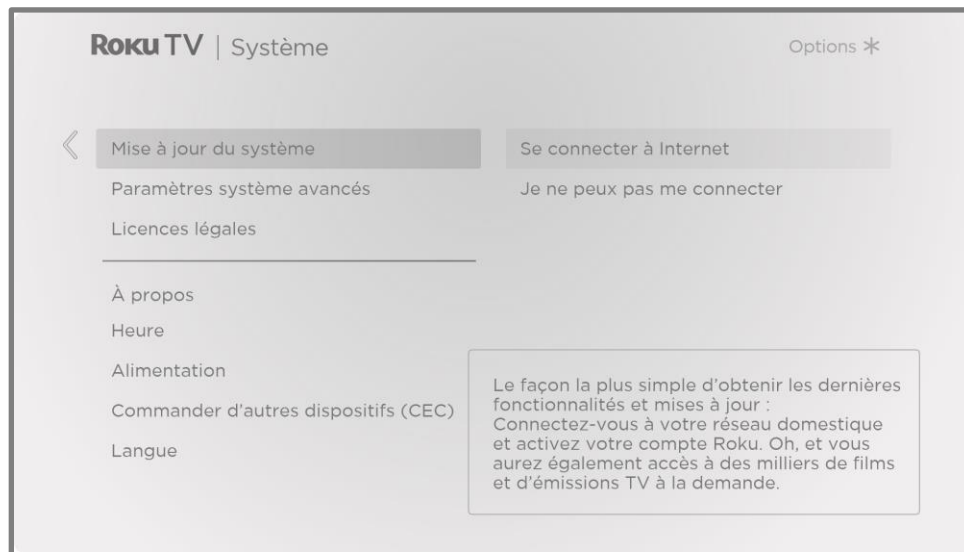 Roku TV | Système
Options *
Mise à jour du système
Paramètres système avancés
Licences légales
À propos
Heure
Alimentation
Commander d'autres dispositifs (CEC)
Langue
Se connecter à Internet
Je ne peux pas me connecter
Le façon la plus simple d'obtenir les dernières
fonctionnalités et mises à jour :
Connectez-vous à votre réseau domestique
et activez votre compte Roku. Oh, et vous
aurez également accès à des milliers de films
et d'émissions TV à la demande.